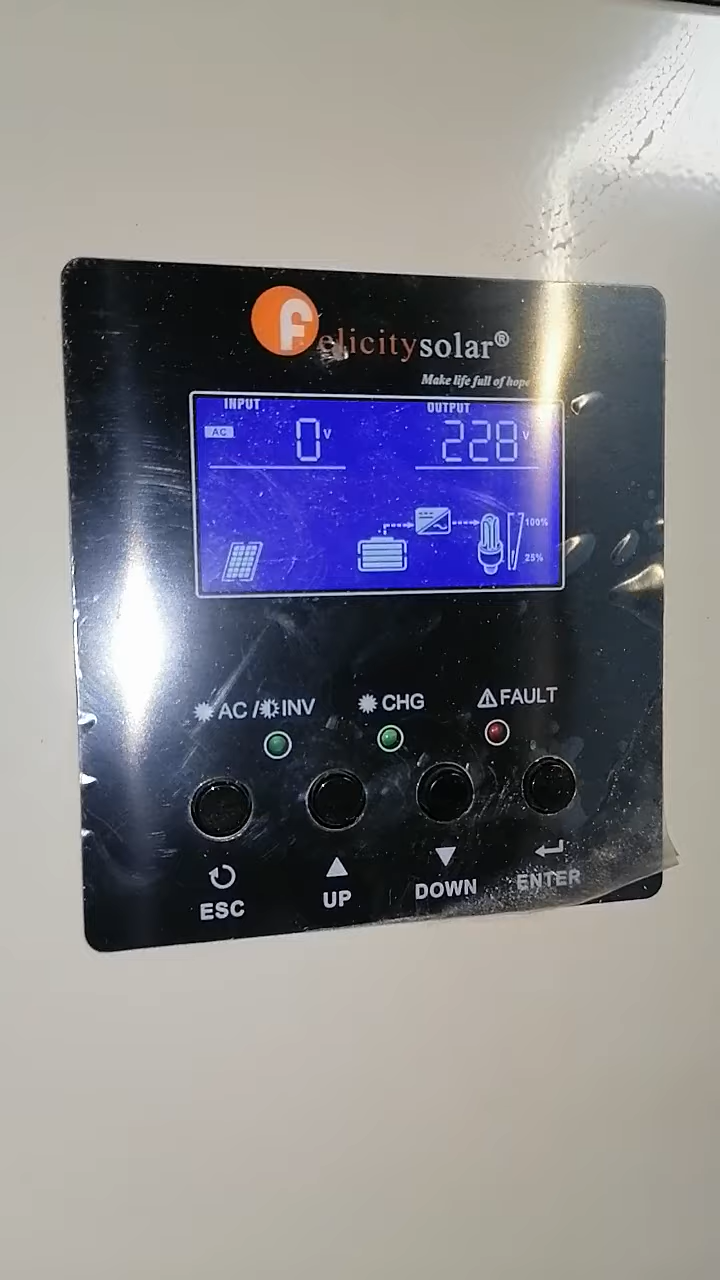 felicitysolar®
Make life full of hope
INPUT OUTPUT
AC 0V 228V
100%
25%
AC / INV CHG FAULT
ESC UP DOWN ENTER